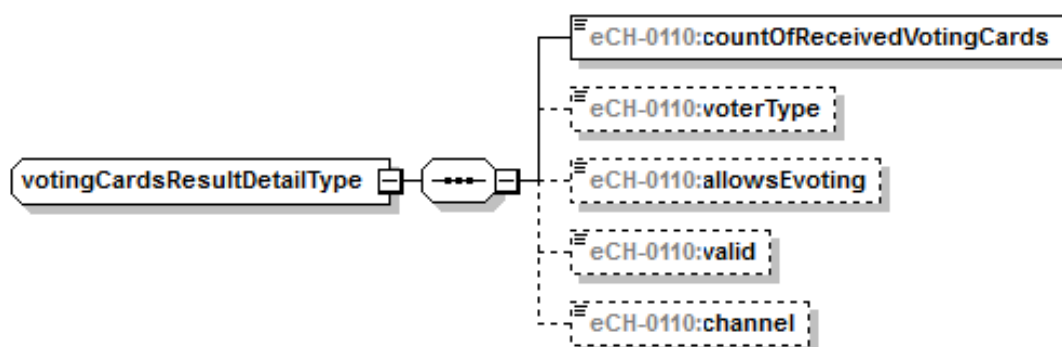 eCH-0110:countOfReceivedVotingCards
eCH-0110:voterType
votingCardsResultDetailType
eCH-0110:allowsEvoting
eCH-0110:valid
eCH-0110:channel